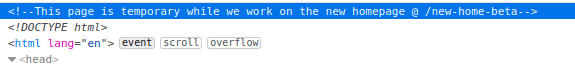 <!--This page is temporary while we work on the new homepage @ /new-home-beta-->
<!DOCTYPE html>
<html lang="en"> event scroll overflow
<head>